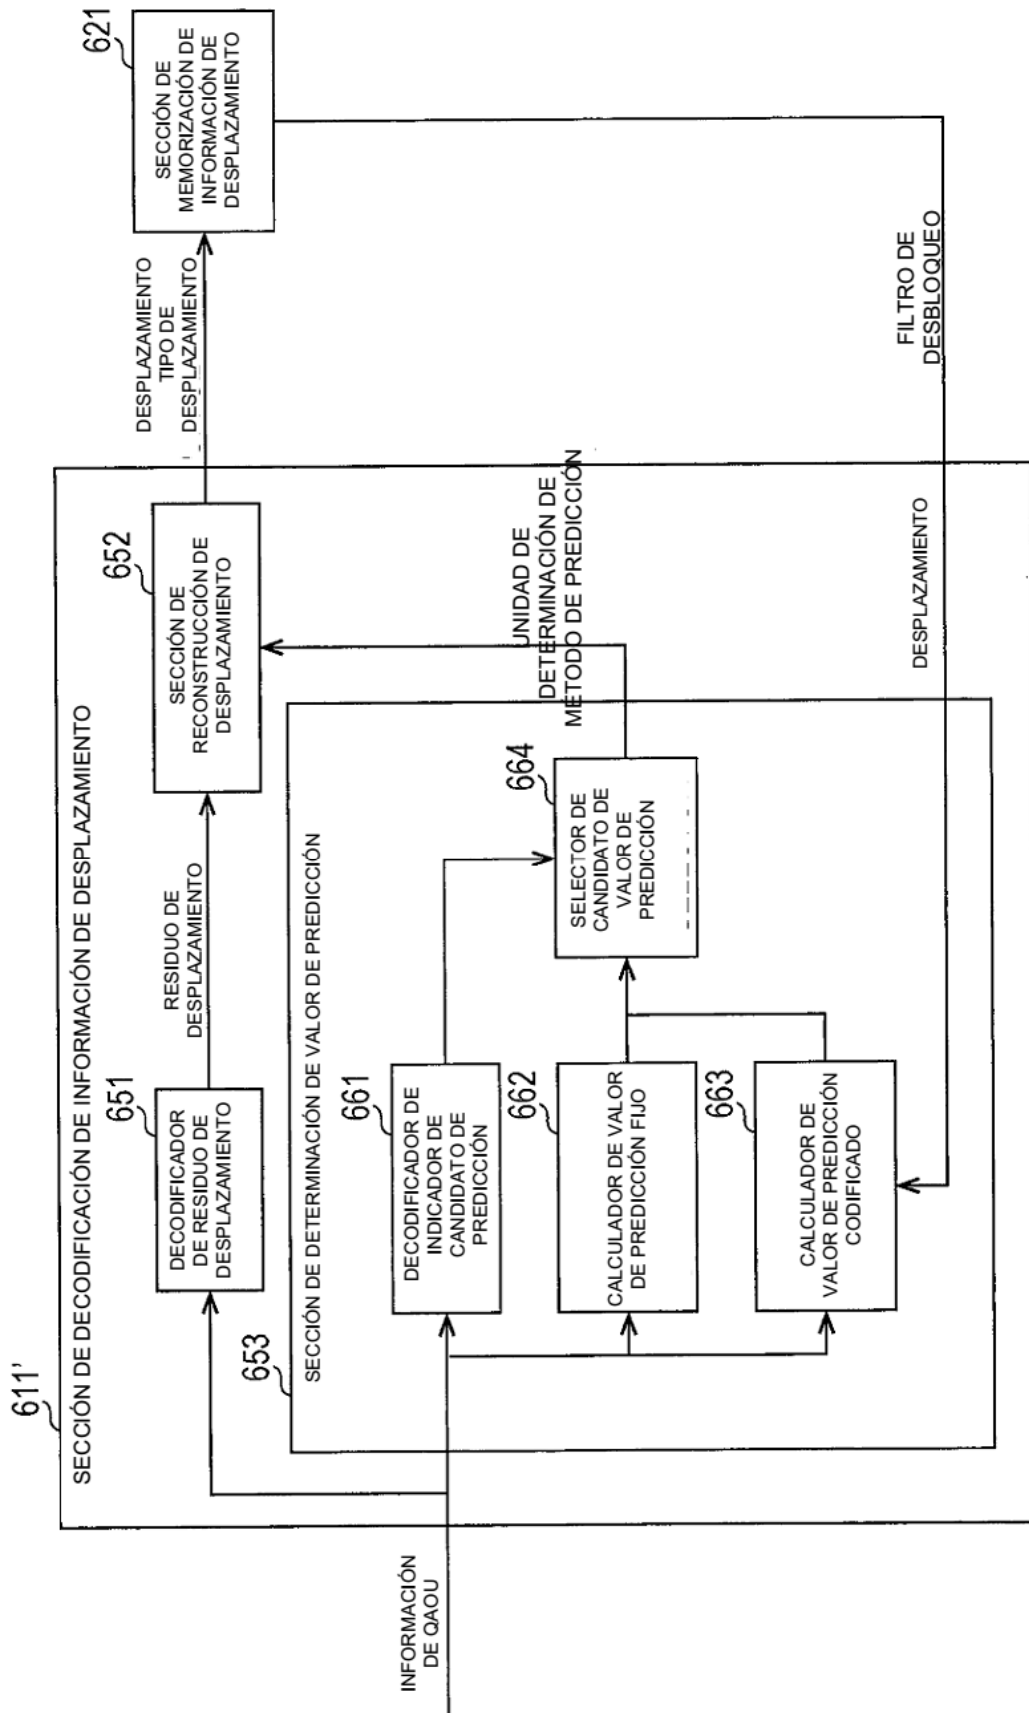 611'
SECCIÓN DE DECODIFICACIÓN DE INFORMACIÓN DE DESPLAZAMIENTO
INFORMACIÓN
DE QAOU
651
DECODIFICADOR
DE RESIDUO DE
DESPLAZAMIENTO
RESIDUO DE
DESPLAZAMIENTO
652
SECCIÓN DE
RECONSTRUCCIÓN DE
DESPLAZAMIENTO
DESPLAZAMIENTO
TIPO DE
DESPLAZAMIENTO
621
SECCIÓN DE
MEMORIZACIÓN DE
INFORMACIÓN DE
DESPLAZAMIENTO
653
SECCIÓN DE DETERMINACIÓN DE VALOR DE PREDICCIÓN
661
DECODIFICADOR DE
INDICADOR DE
CANDIDATO DE
PREDICCIÓN
662
CALCULADOR DE VALOR
DE PREDICCIÓN FIJO
663
CALCULADOR DE
VALOR DE PREDICCIÓN
CODIFICADO
664
SELECTOR DE
CANDIDATO DE
VALOR DE
PREDICCIÓN
UNIDAD DE
DETERMINACIÓN DE
METODO DE PREDICCIÓN
DESPLAZAMIENTO
FILTRO DE
DESBLOQUEO